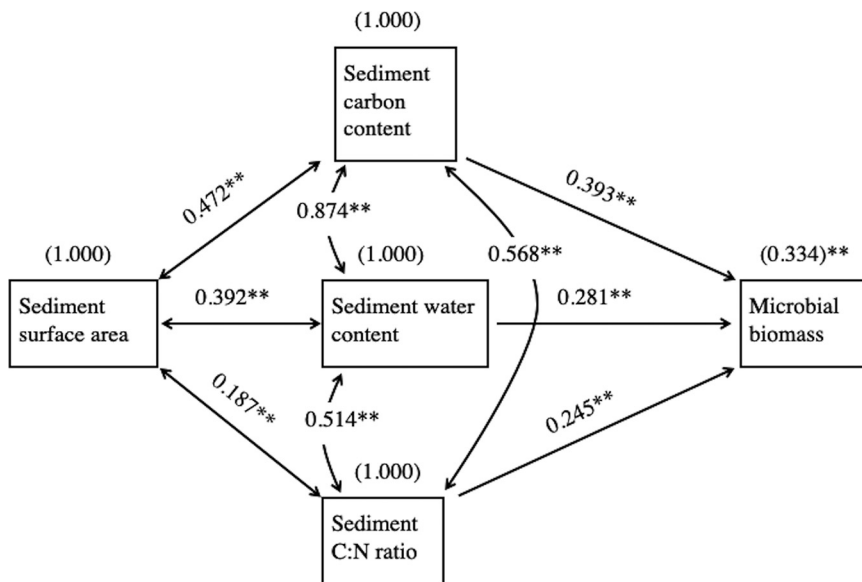 (1.000)
Sediment
carbon
content
0.472**
0.874**
0.393**
(1.000)
(1.000)
0.568**
(0.334)**
Sediment
surface area
0.392**
Sediment water
content
0.281**
Microbial
biomass
0.187**
0.514**
0.245**
(1.000)
Sediment
C:N ratio